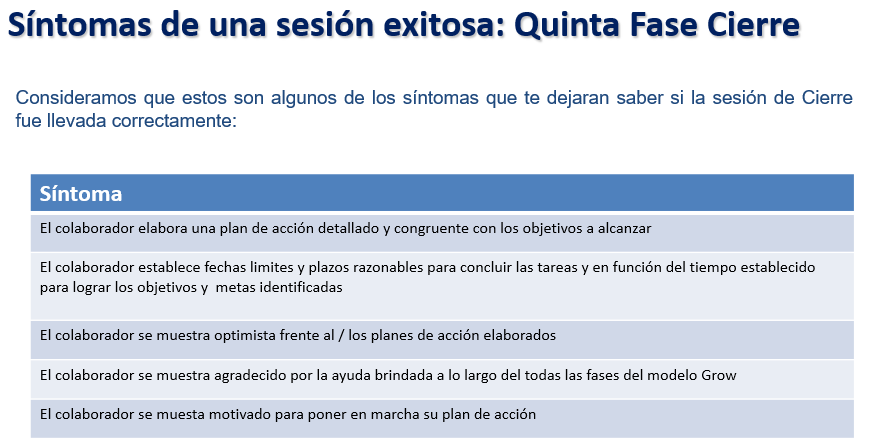 Síntomas de una sesión exitosa: Quinta Fase Cierre
Consideramos que estos son algunos de los síntomas que te dejaran saber si la sesión de Cierre
fue llevada correctamente:
Síntoma
El colaborador elabora una plan de acción detallado y congruente con los objetivos a alcanzar
El colaborador establece fechas limites y plazos razonables para concluir las tareas y en función del tiempo establecido
para lograr los objetivos y metas identificadas
El colaborador se muestra optimista frente al / los planes de acción elaborados
El colaborador se muestra agradecido por la ayuda brindada a lo largo del todas las fases del modelo Grow
El colaborador se muesta motivado para poner en marcha su plan de acción